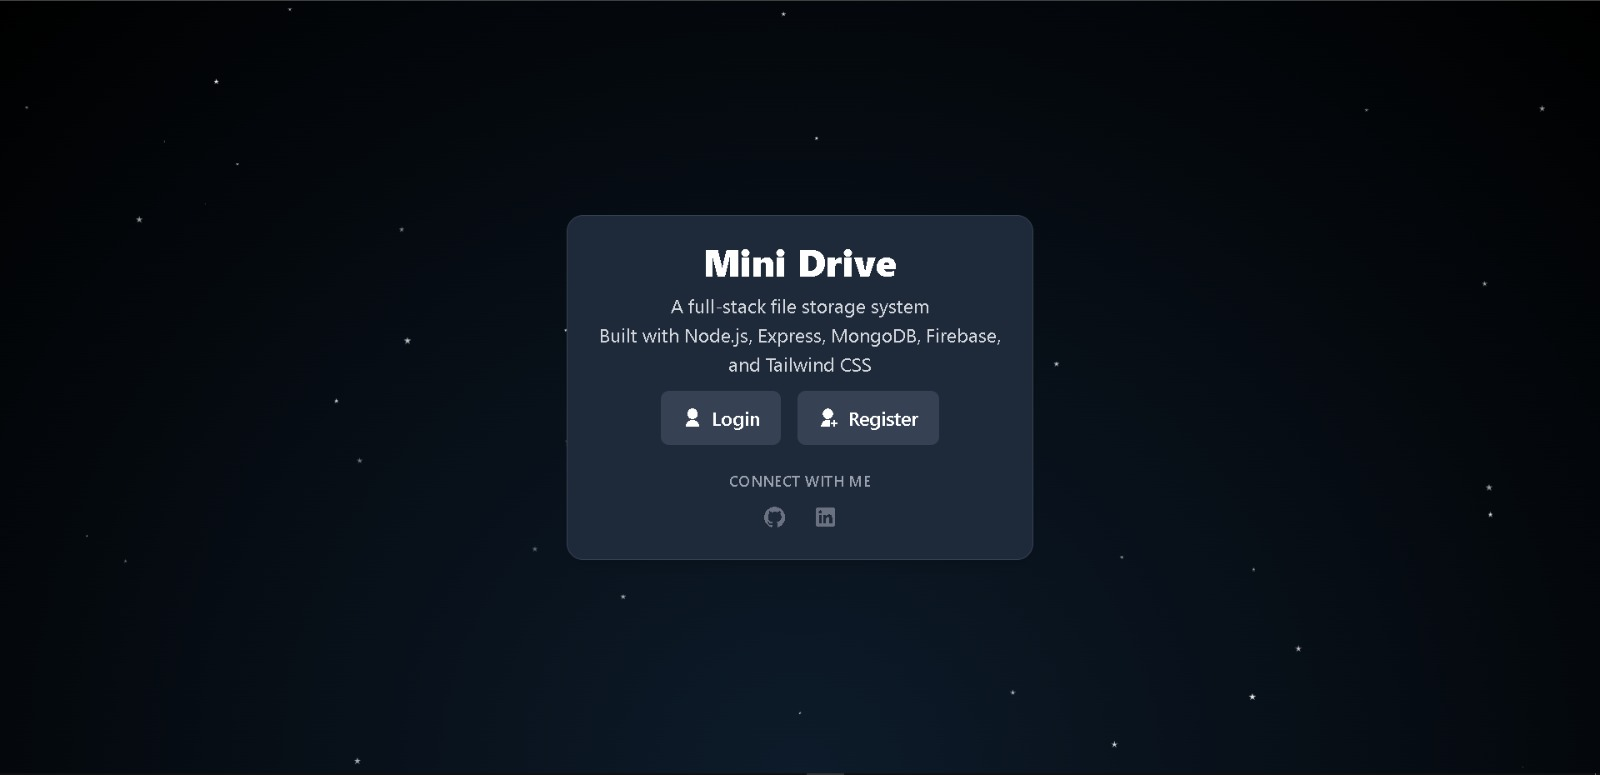 Mini Drive
A full-stack file storage system
Built with Node.js, Express, MongoDB, Firebase,
and Tailwind CSS
Login
Register
CONNECT WITH ME
in